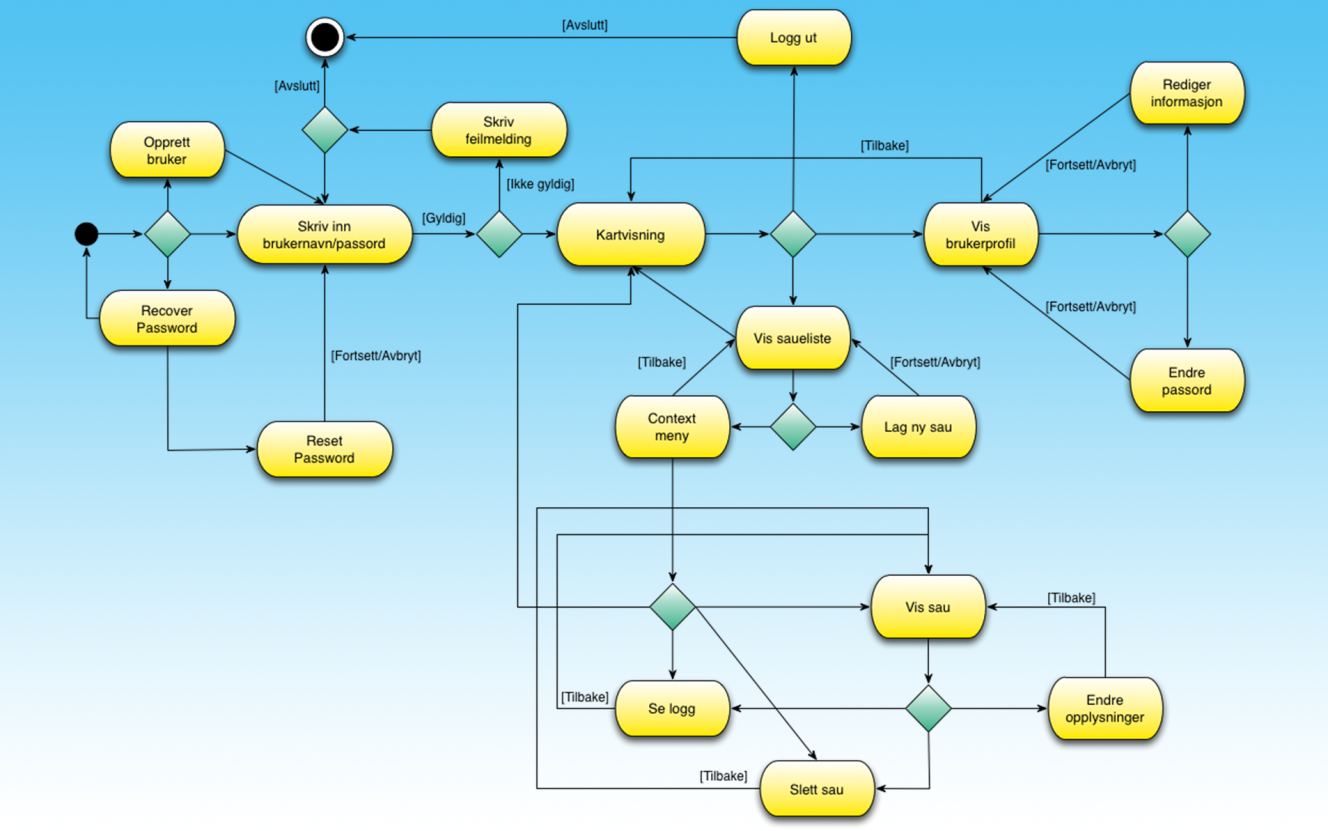 [Avslutt]
Logg ut
[Avslutt]
Rediger
informasjon
Skriv
feilmelding
Opprett
bruker
[Tilbake]
[Fortsett/Avbryt]
[Ikke gyldig]
Skriv inn
brukernavn/passord
[Gyldig]
Kartvisning
Vis
brukerprofil
Recover
Password
[Fortsett/Avbryt]
Vis saueliste
[Fortsett/Avbryt]
[Tilbake]
[Fortsett/Avbryt]
Endre
passord
Context
meny
Lag ny sau
Reset
Password
Vis sau
[Tilbake]
[Tilbake]
Se logg
Endre
opplysninger
[Tilbake]
Slett sau